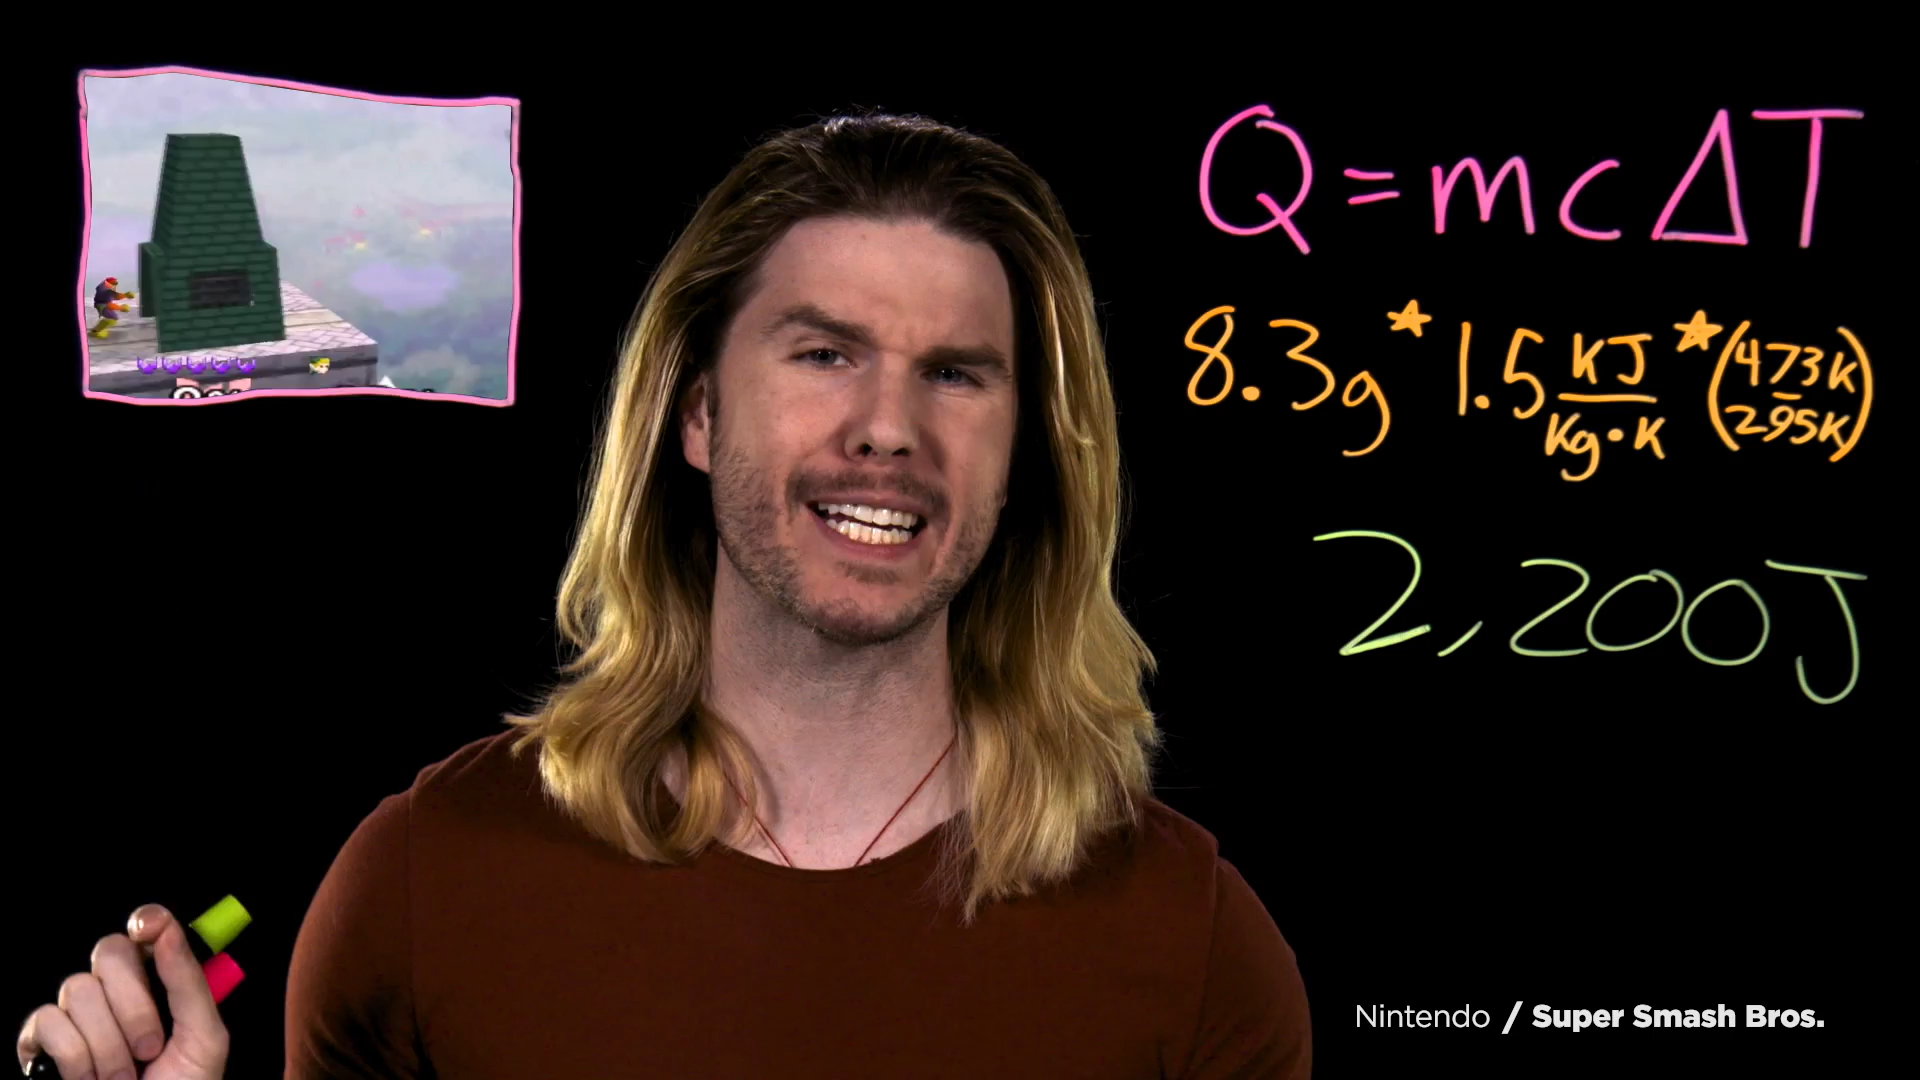 Q = mcΔT
8.3g * 1.5 KJ/Kg·K * (473K - 295K)
2,200J
Nintendo / Super Smash Bros.